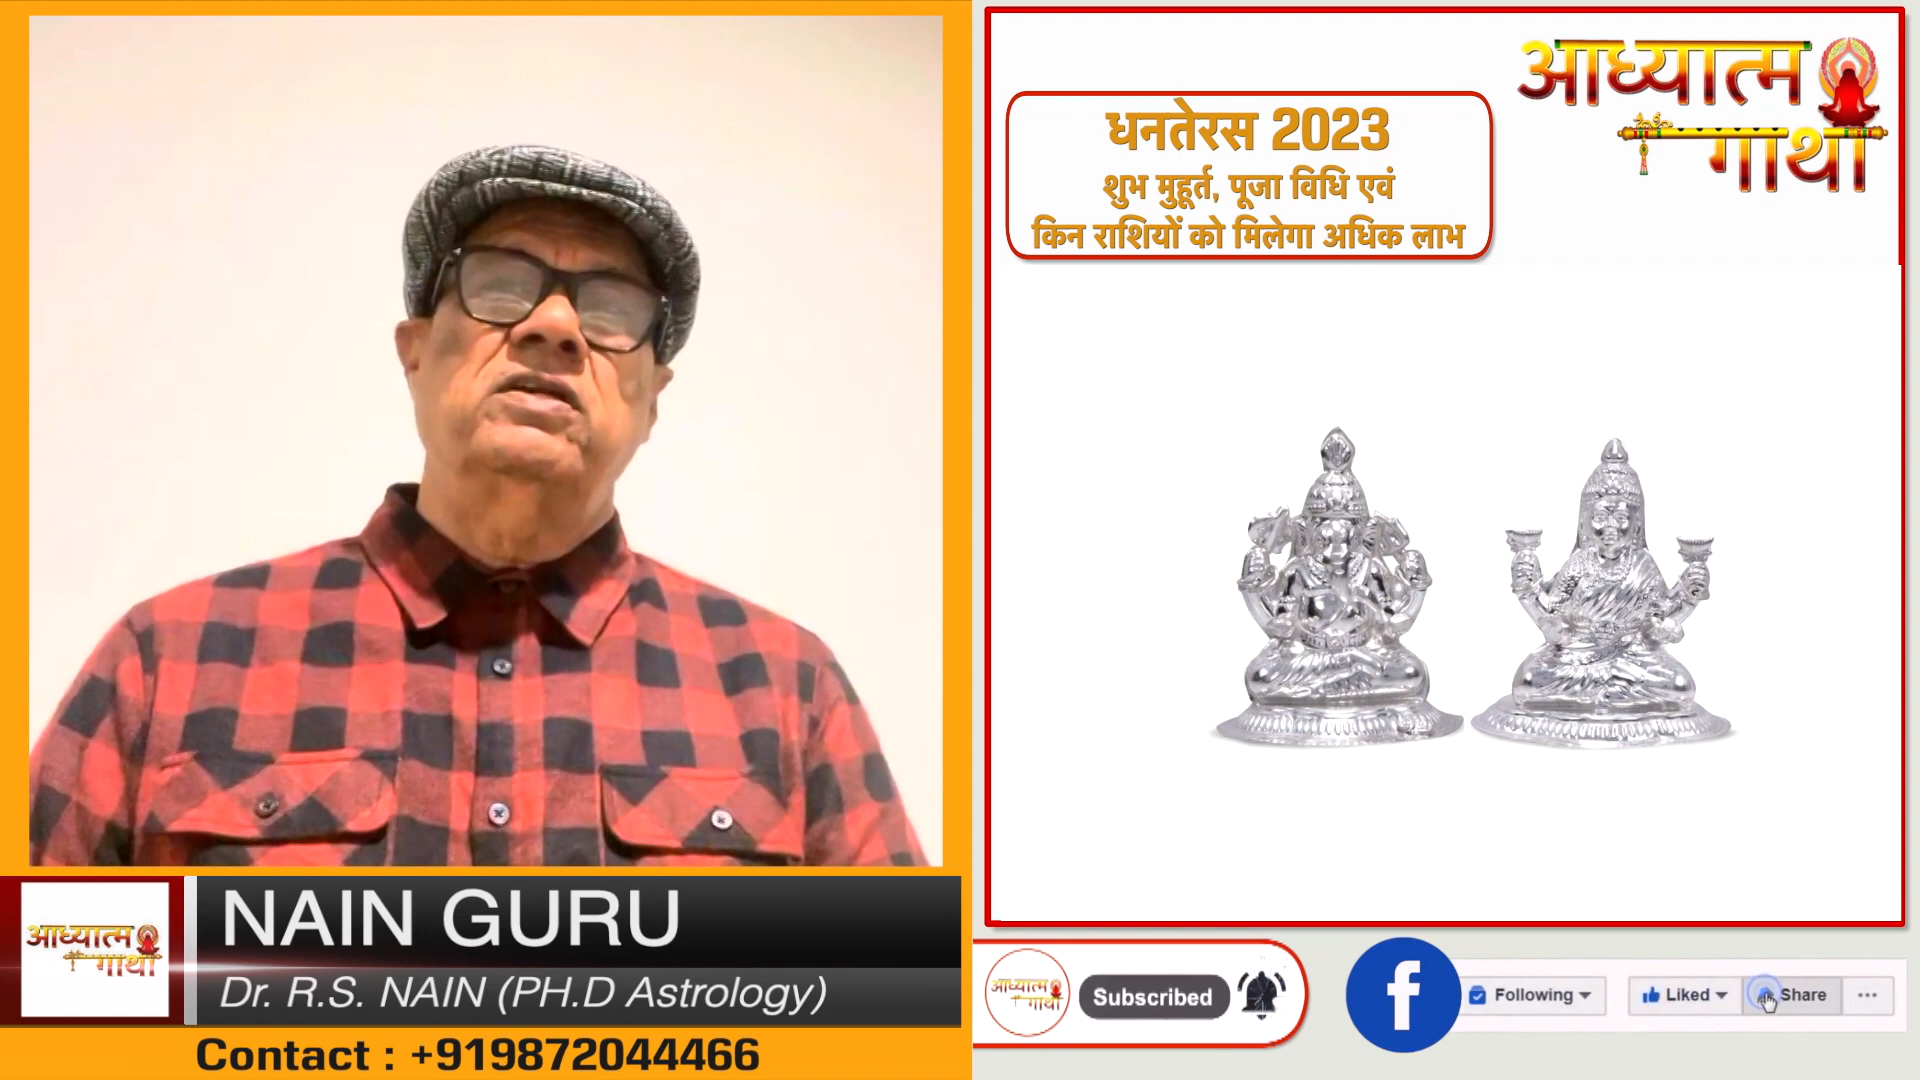 आध्यात्म
गाथा
धनतेरस 2023
शुभ मुहूर्त, पूजा विधि एवं
किन राशियों को मिलेगा अधिक लाभ
आध्यात्म
गाथा
NAIN GURU
Dr. R.S. NAIN (PH.D Astrology)
Contact : +919872044466
आध्यात्म
गाथा
Subscribed
f
Following
Liked
Share